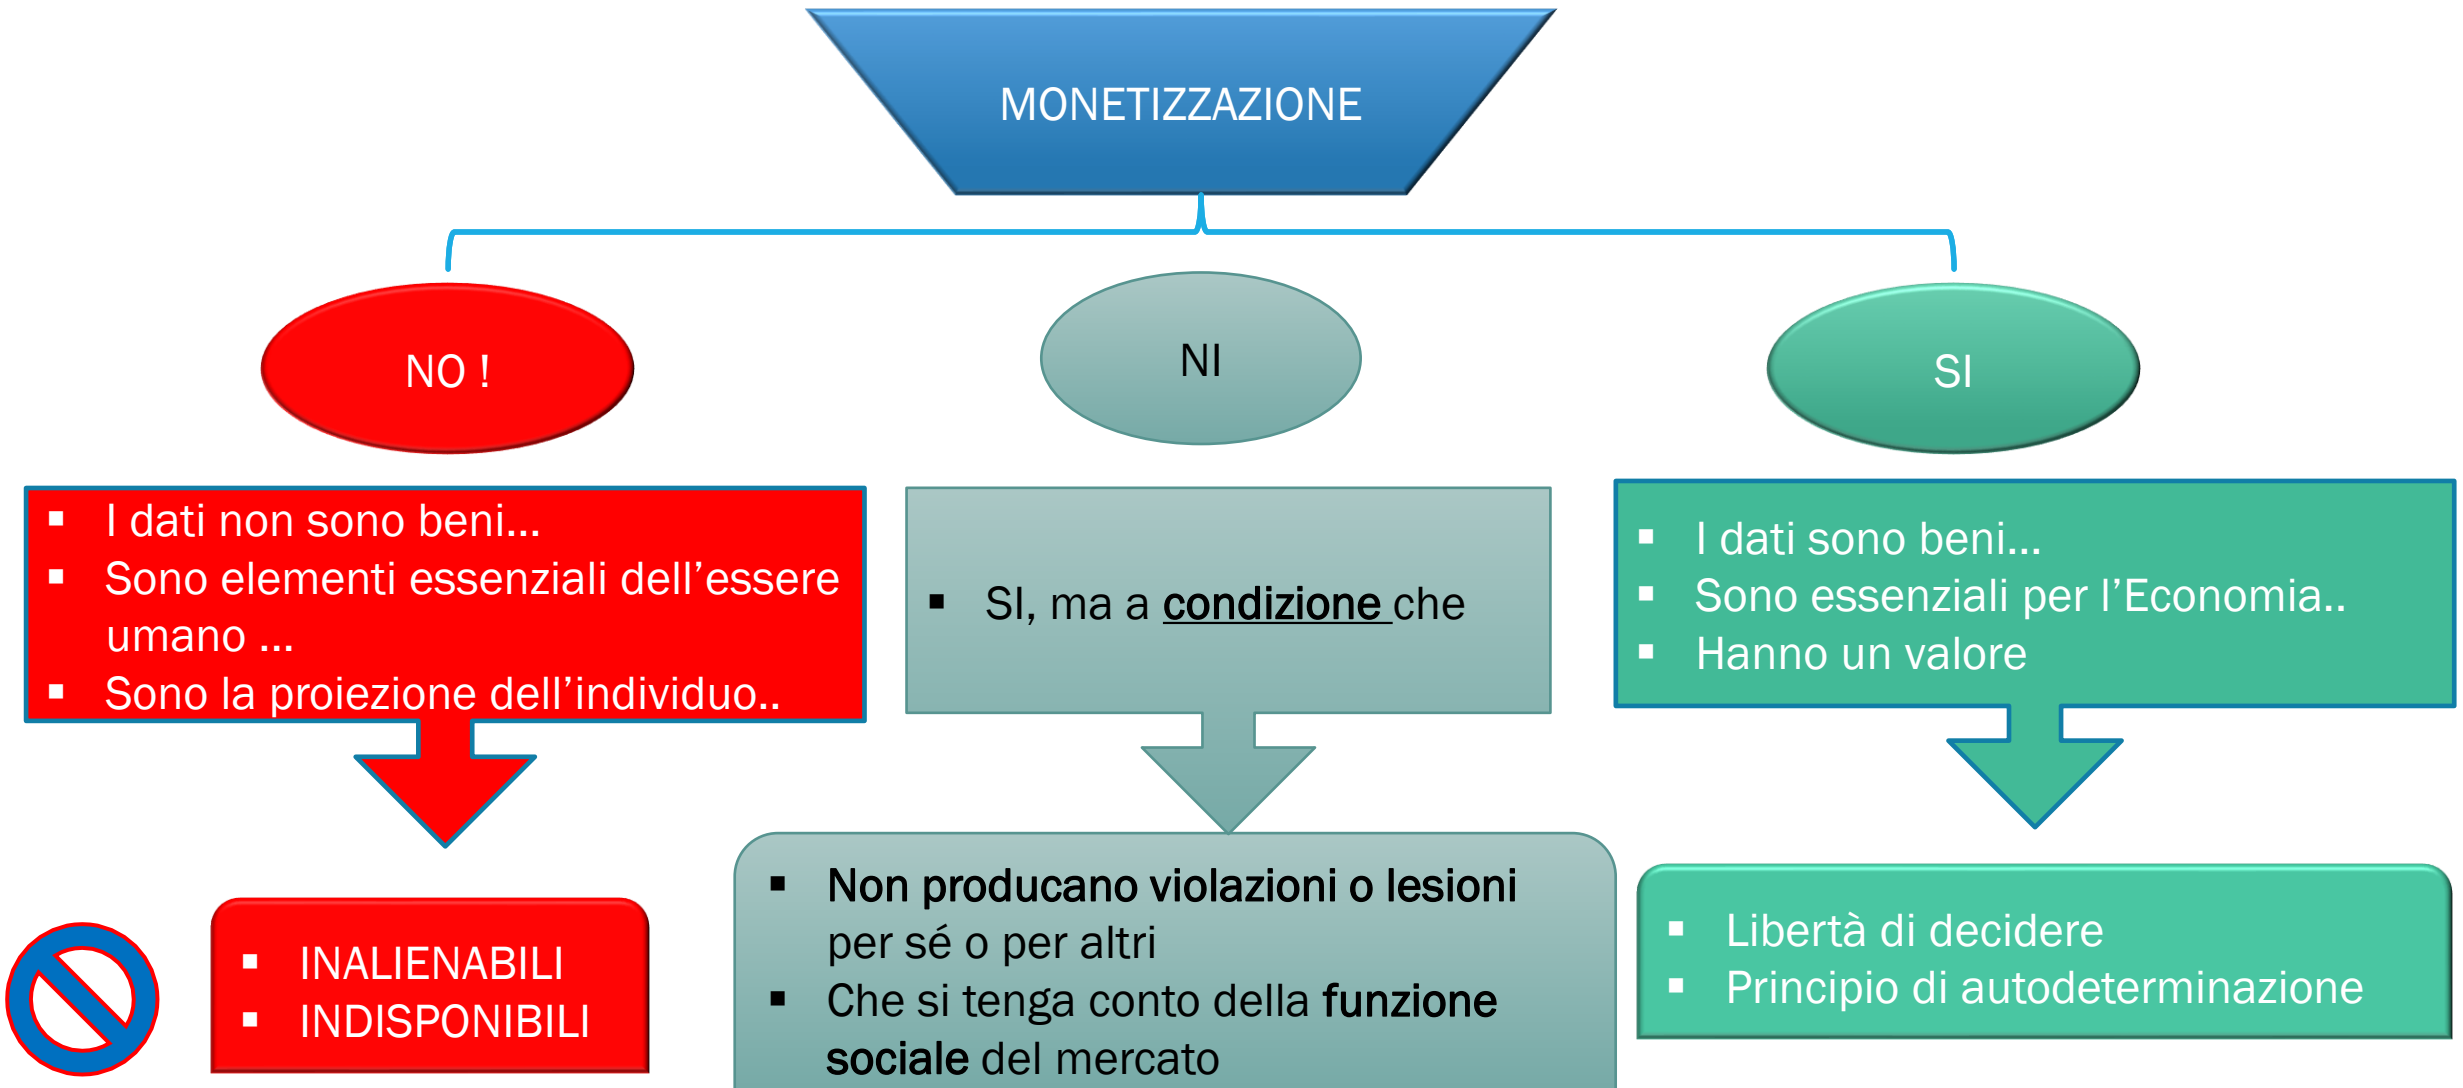 MONETIZZAZIONE
NO !
NI
SI
▪ I dati non sono beni...
▪ Sono elementi essenziali dell’essere
umano ...
▪ Sono la proiezione dell’individuo..
▪ SI, ma a condizione che
▪ I dati sono beni...
▪ Sono essenziali per l’Economia..
▪ Hanno un valore
▪ INALIENABILI
▪ INDISPONIBILI
▪ Non producano violazioni o lesioni
per sé o per altri
▪ Che si tenga conto della funzione
sociale del mercato
▪ Libertà di decidere
▪ Principio di autodeterminazione